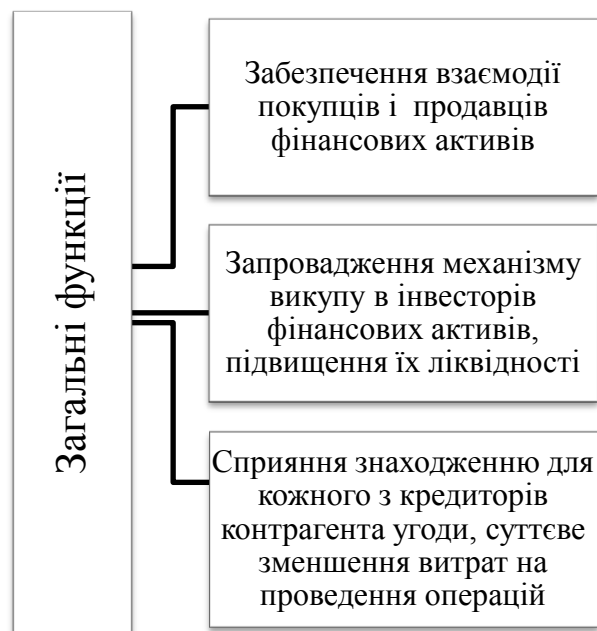 Загальні функції
Забезпечення взаємодії
покупців і продавців
фінансових активів
Запровадження механізму
викупу в інвесторів
фінансових активів,
підвищення їх ліквідності
Сприяння знаходженню для
кожного з кредиторів
контрагента угоди, суттєве
зменшення витрат на
проведення операцій